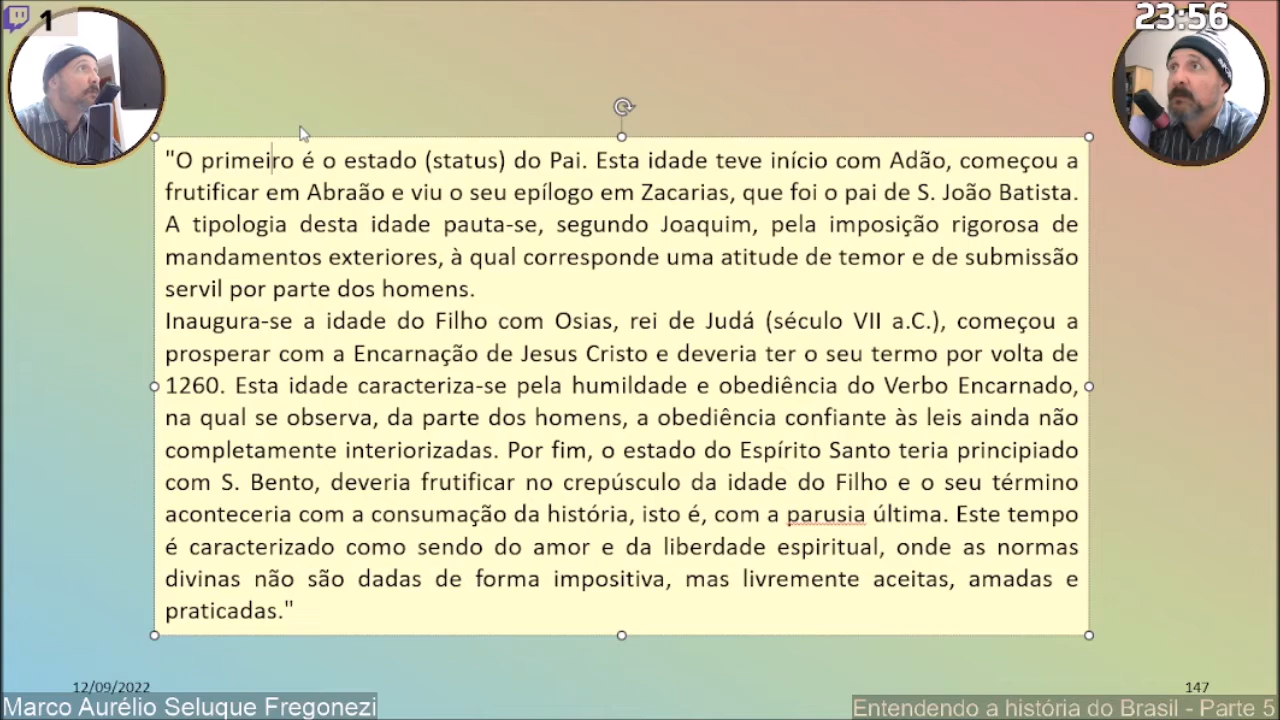 1
23:56
"O primeiro é o estado (status) do Pai. Esta idade teve início com Adão, começou a
frutificar em Abraão e viu o seu epílogo em Zacarias, que foi o pai de S. João Batista.
A tipologia desta idade pauta-se, segundo Joaquim, pela imposição rigorosa de
mandamentos exteriores, à qual corresponde uma atitude de temor e de submissão
servil por parte dos homens.
Inaugura-se a idade do Filho com Osias, rei de Judá (século VII a.C.), começou a
prosperar com a Encarnação de Jesus Cristo e deveria ter o seu termo por volta de
1260. Esta idade caracteriza-se pela humildade e obediência do Verbo Encarnado,
na qual se observa, da parte dos homens, a obediência confiante às leis ainda não
completamente interiorizadas. Por fim, o estado do Espírito Santo teria principiado
com S. Bento, deveria frutificar no crepúsculo da idade do Filho e o seu término
aconteceria com a consumação da história, isto é, com a parusia última. Este tempo
é caracterizado como sendo do amor e da liberdade espiritual, onde as normas
divinas não são dadas de forma impositiva, mas livremente aceitas, amadas e
praticadas."
12/09/2022
147
Marco Aurélio Seluque Fregonezi
Entendendo a história do Brasil - Parte 5